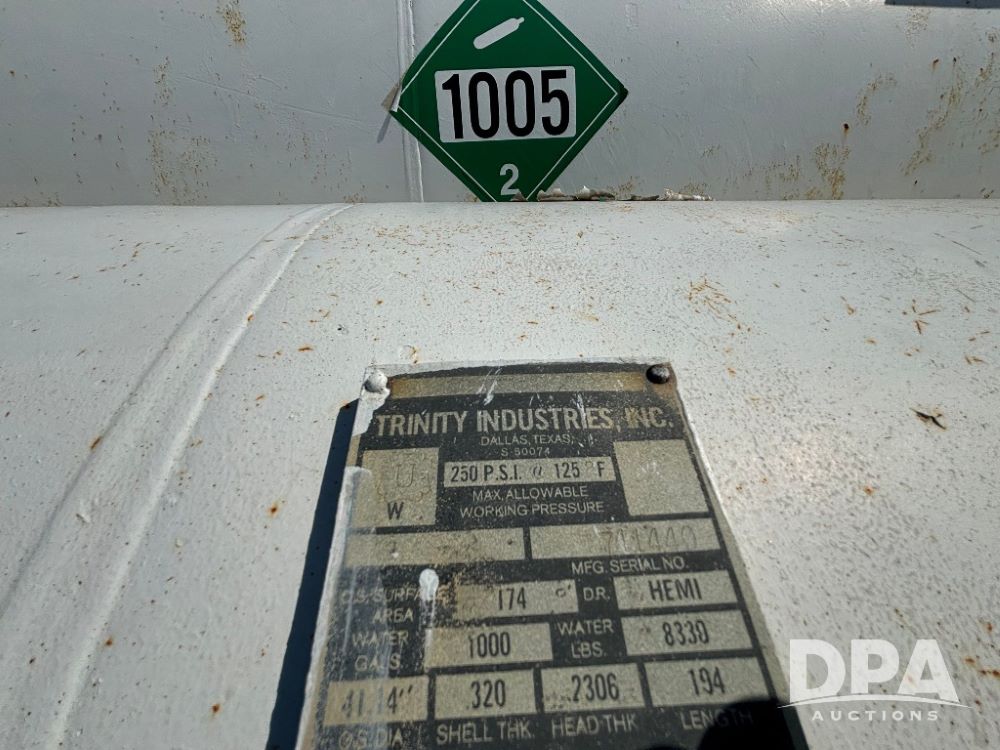 1005
2
TRINITY INDUSTRIES, INC.
DALLAS, TEXAS
S-50074
U
W
250 P.S.I. @ 125 °F
MAX. ALLOWABLE
WORKING PRESSURE
MFG. SERIAL NO.
O.S. SURFACE
AREA
174
D.R.
HEMI
WATER
GALS.
1000
WATER
LBS.
8330
41.14"
320
.2306
194
O.S. DIA
SHELL THK.
HEAD THK.
LENGTH
DPA
AUCTIONS